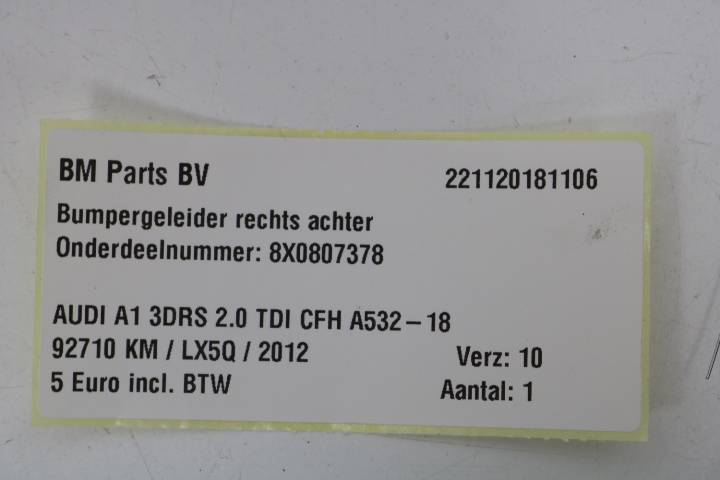 BM Parts BV 221120181106
Bumpergeleider rechts achter
Onderdeelnummer: 8X0807378
AUDI A1 3DRS 2.0 TDI CFH A532-18
92710 KM / LX5Q / 2012 Verz: 10
5 Euro incl. BTW Aantal: 1